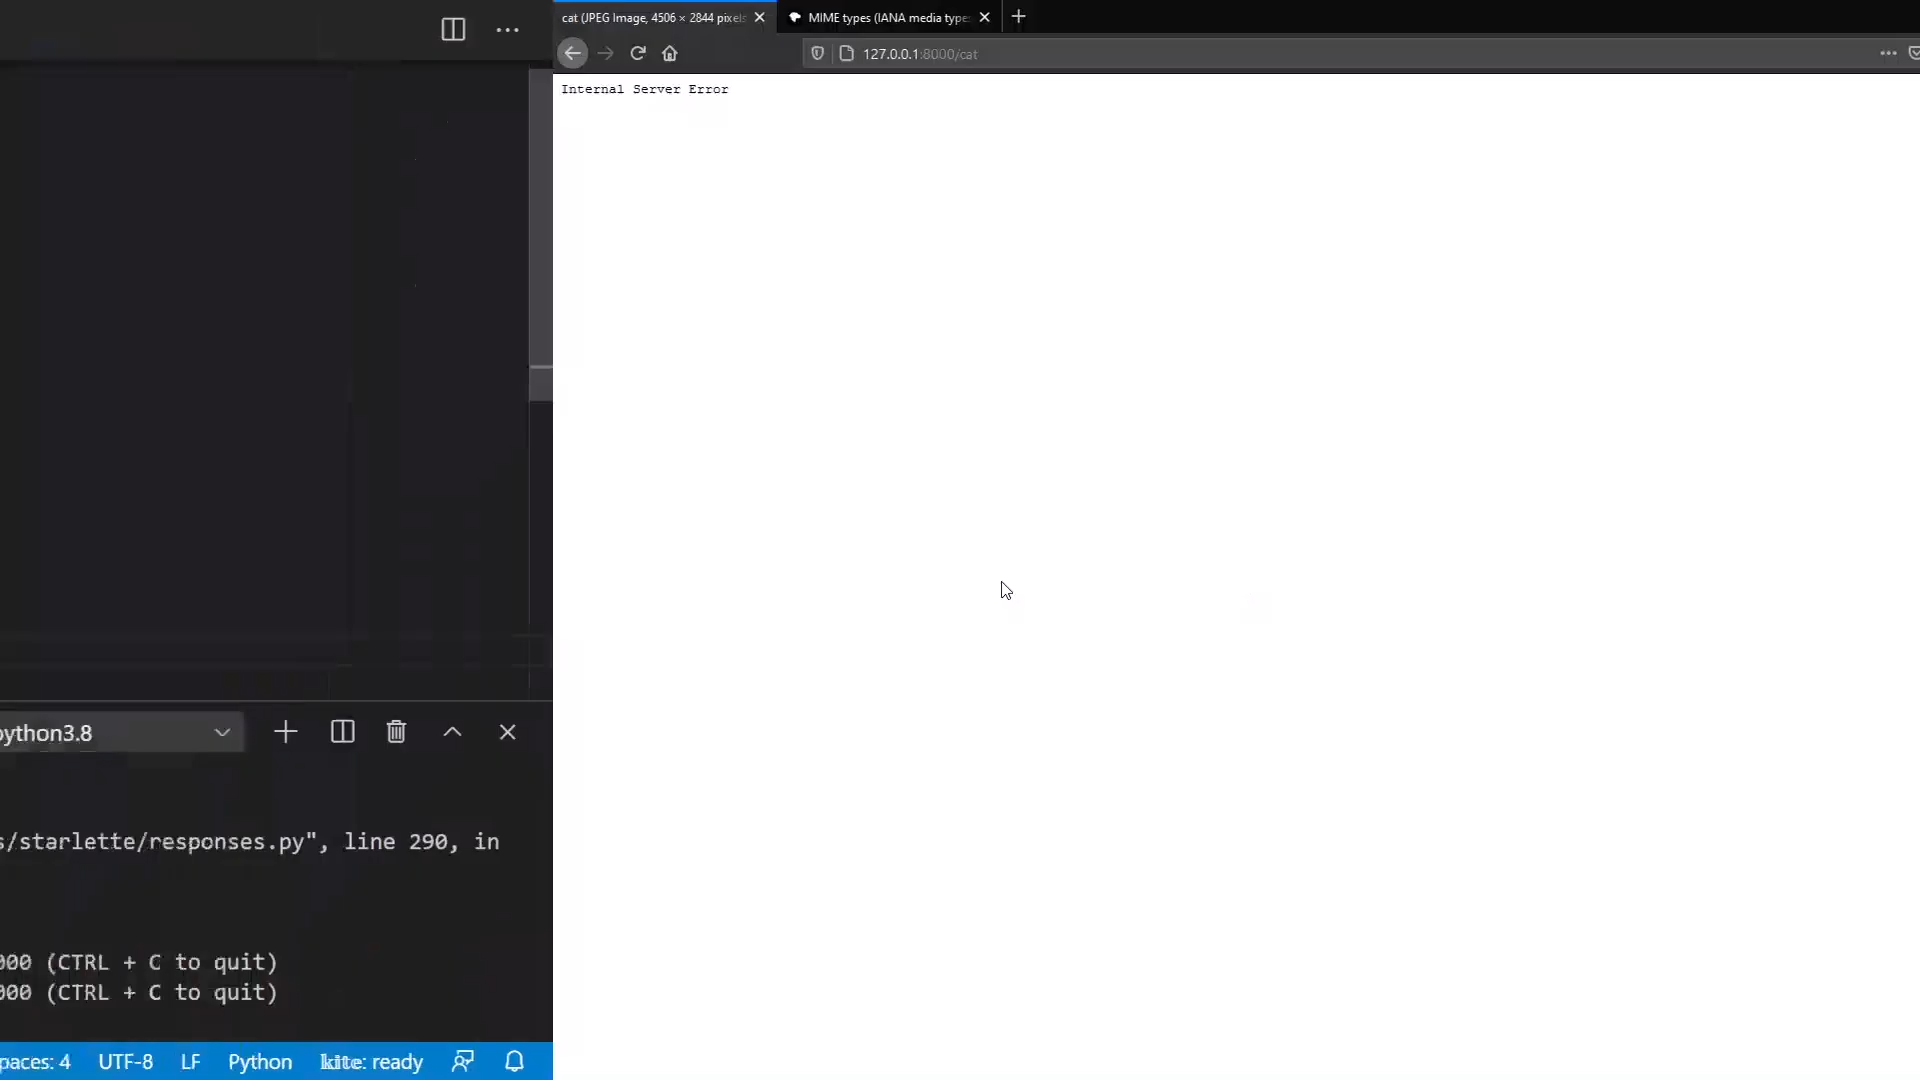 cat (JPEG Image, 4506 × 2844 pixels
MIME types (IANA media type
127.0.0.1:8000/cat
Internal Server Error
python3.8
s/starlette/responses.py", line 290, in
000 (CTRL + C to quit)
000 (CTRL + C to quit)
paces: 4 UTF-8 LF Python kite: ready